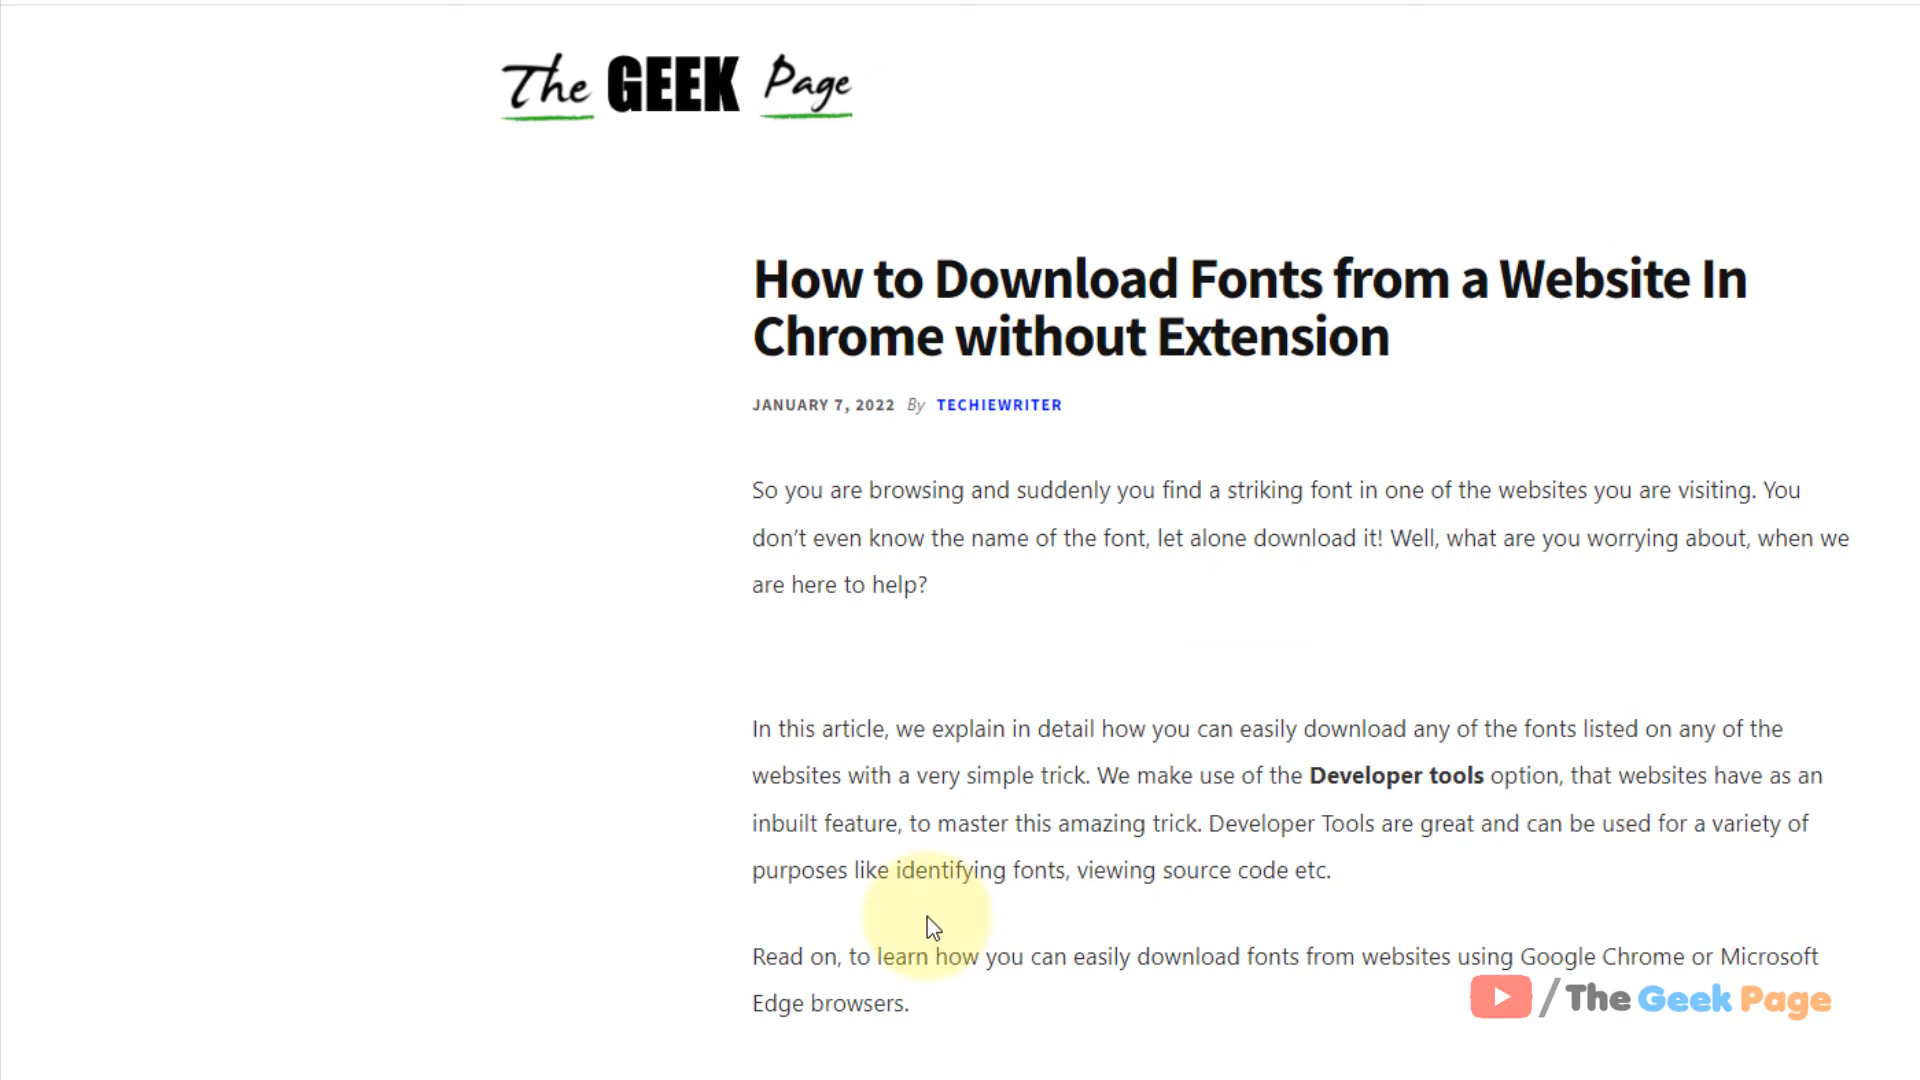 The GEEK Page
How to Download Fonts from a Website In
Chrome without Extension
JANUARY 7, 2022 By TECHIEWRITER
So you are browsing and suddenly you find a striking font in one of the websites you are visiting. You
don’t even know the name of the font, let alone download it! Well, what are you worrying about, when we
are here to help?
In this article, we explain in detail how you can easily download any of the fonts listed on any of the
websites with a very simple trick. We make use of the Developer tools option, that websites have as an
inbuilt feature, to master this amazing trick. Developer Tools are great and can be used for a variety of
purposes like identifying fonts, viewing source code etc.
Read on, to learn how you can easily download fonts from websites using Google Chrome or Microsoft
Edge browsers.
/The Geek Page